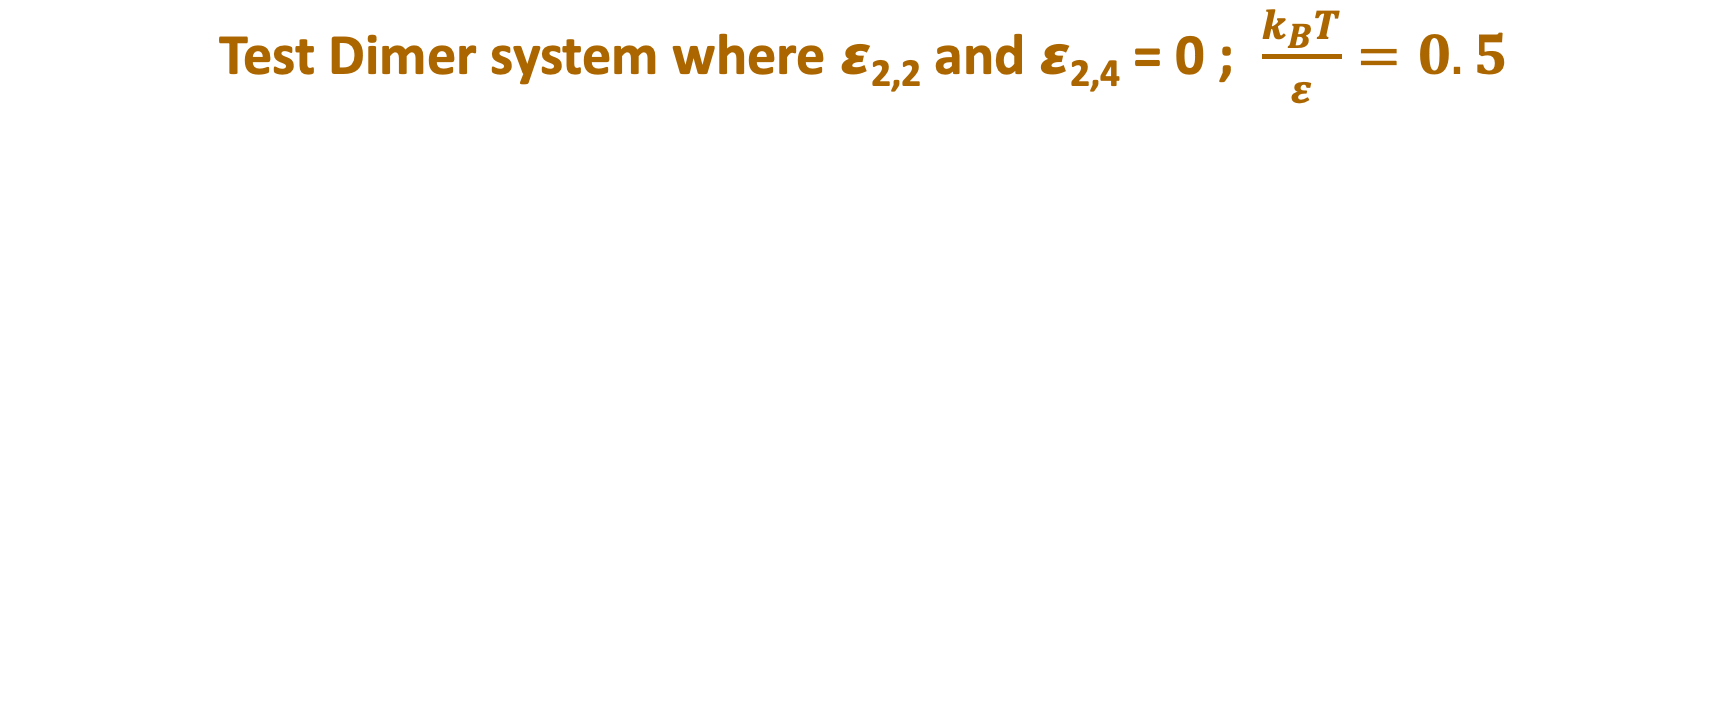 Test Dimer system where ε2,2 and ε2,4 = 0 ; kBT/ε = 0.5